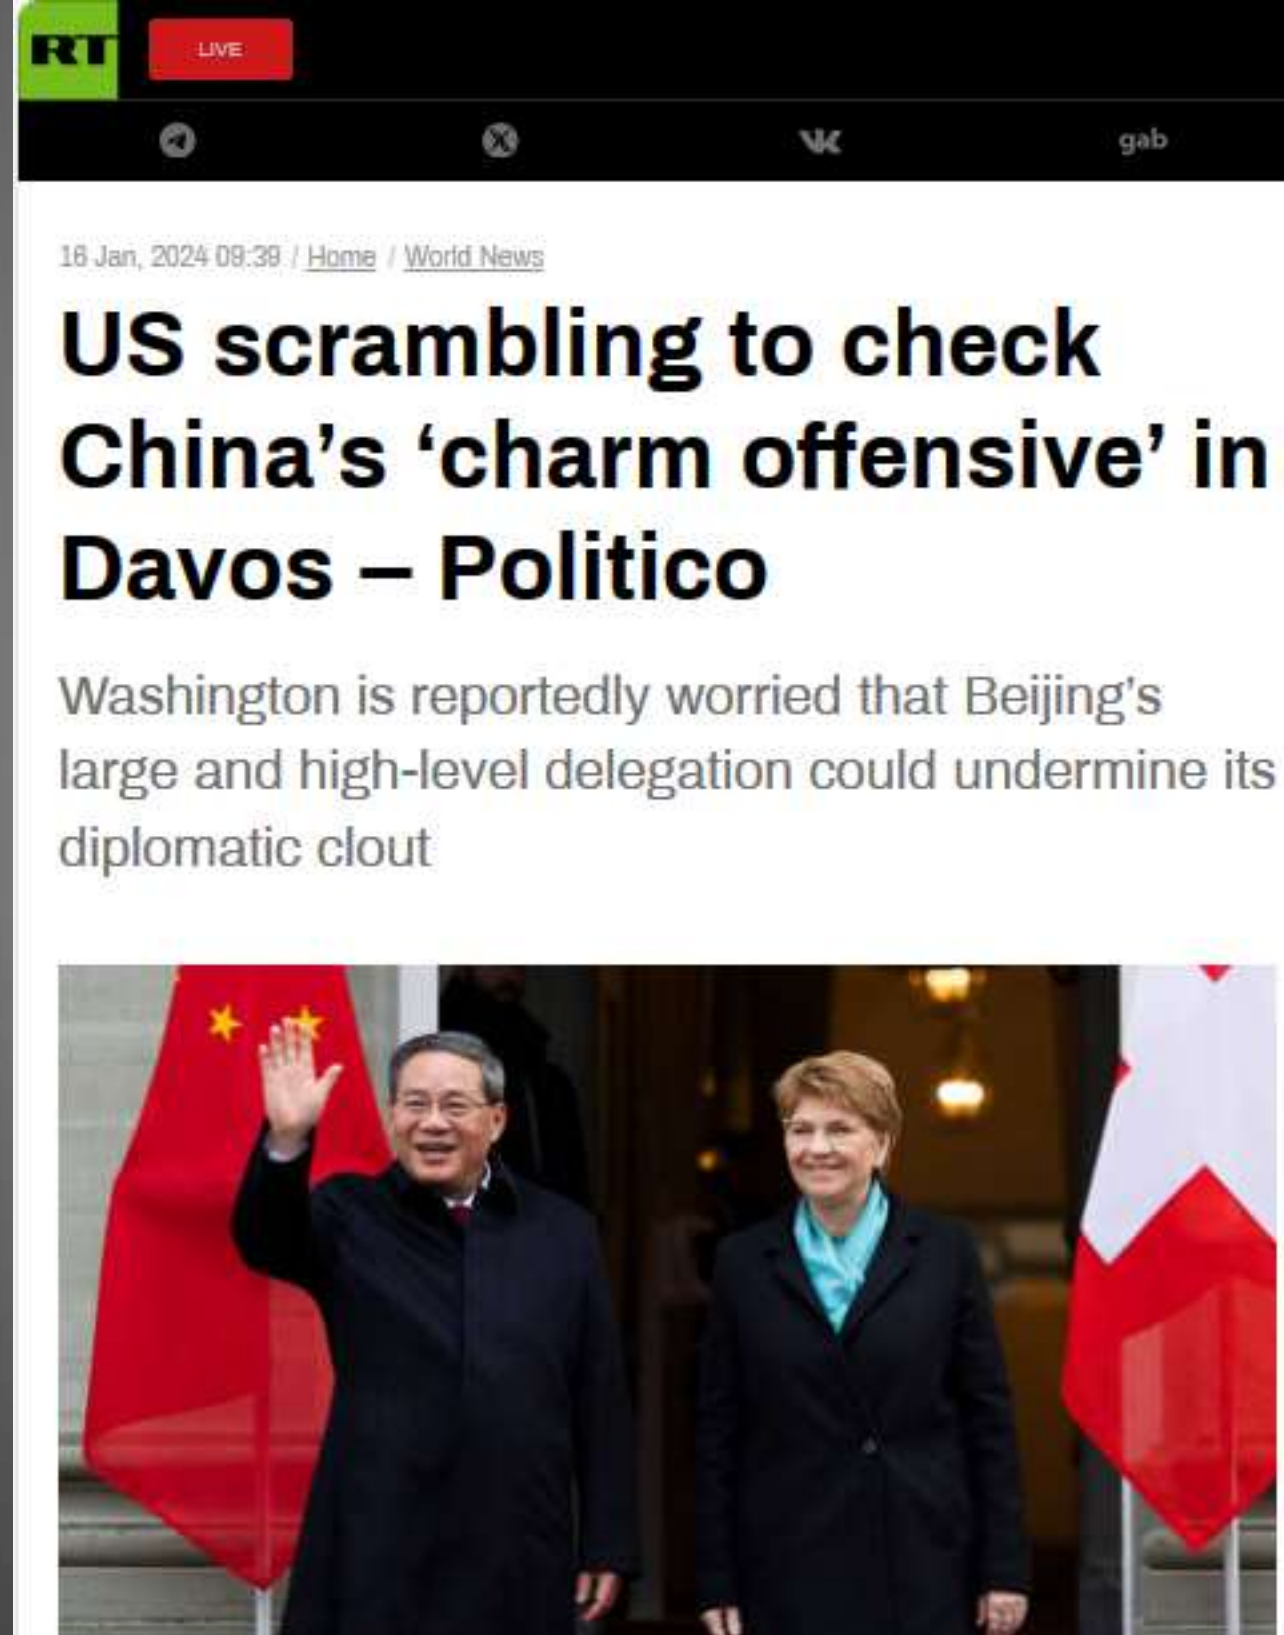 RT
LIVE
gab
16 Jan, 2024 09:39 / Home / World News
US scrambling to check
China’s ‘charm offensive’ in
Davos – Politico
Washington is reportedly worried that Beijing’s
large and high-level delegation could undermine its
diplomatic clout